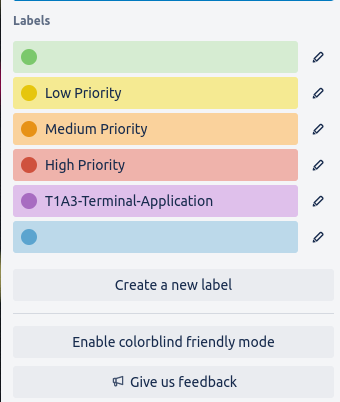 Labels
Low Priority
Medium Priority
High Priority
T1A3-Terminal-Application
Create a new label
Enable colorblind friendly mode
Give us feedback